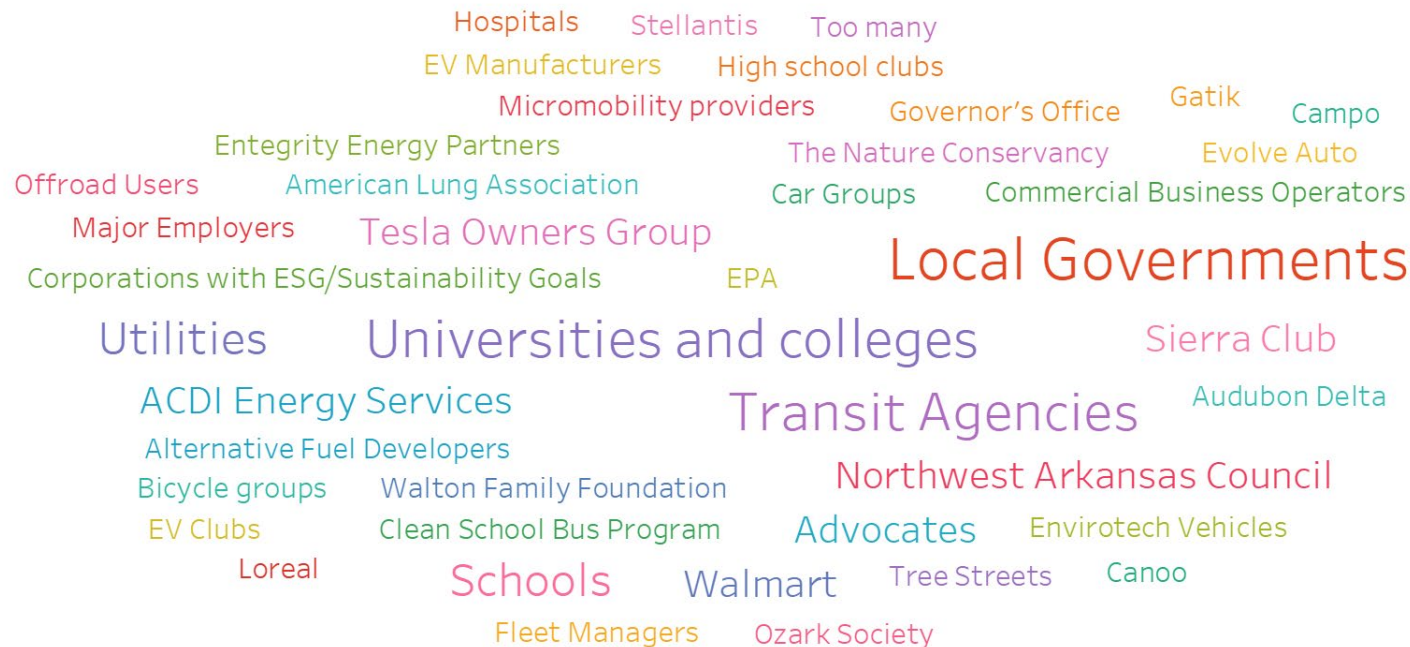 Hospitals
Stellantis
Too many
EV Manufacturers
High school clubs
Micromobility providers
Governor's Office
Gatik
Campo
Entegrity Energy Partners
The Nature Conservancy
Evolve Auto
Offroad Users
American Lung Association
Car Groups
Commercial Business Operators
Major Employers
Tesla Owners Group
Local Governments
Corporations with ESG/Sustainability Goals
EPA
Utilities
Universities and colleges
Sierra Club
ACDI Energy Services
Transit Agencies
Audubon Delta
Alternative Fuel Developers
Northwest Arkansas Council
Bicycle groups
Walton Family Foundation
EV Clubs
Clean School Bus Program
Advocates
Envirotech Vehicles
Loreal
Schools
Walmart
Tree Streets
Canoo
Fleet Managers
Ozark Society